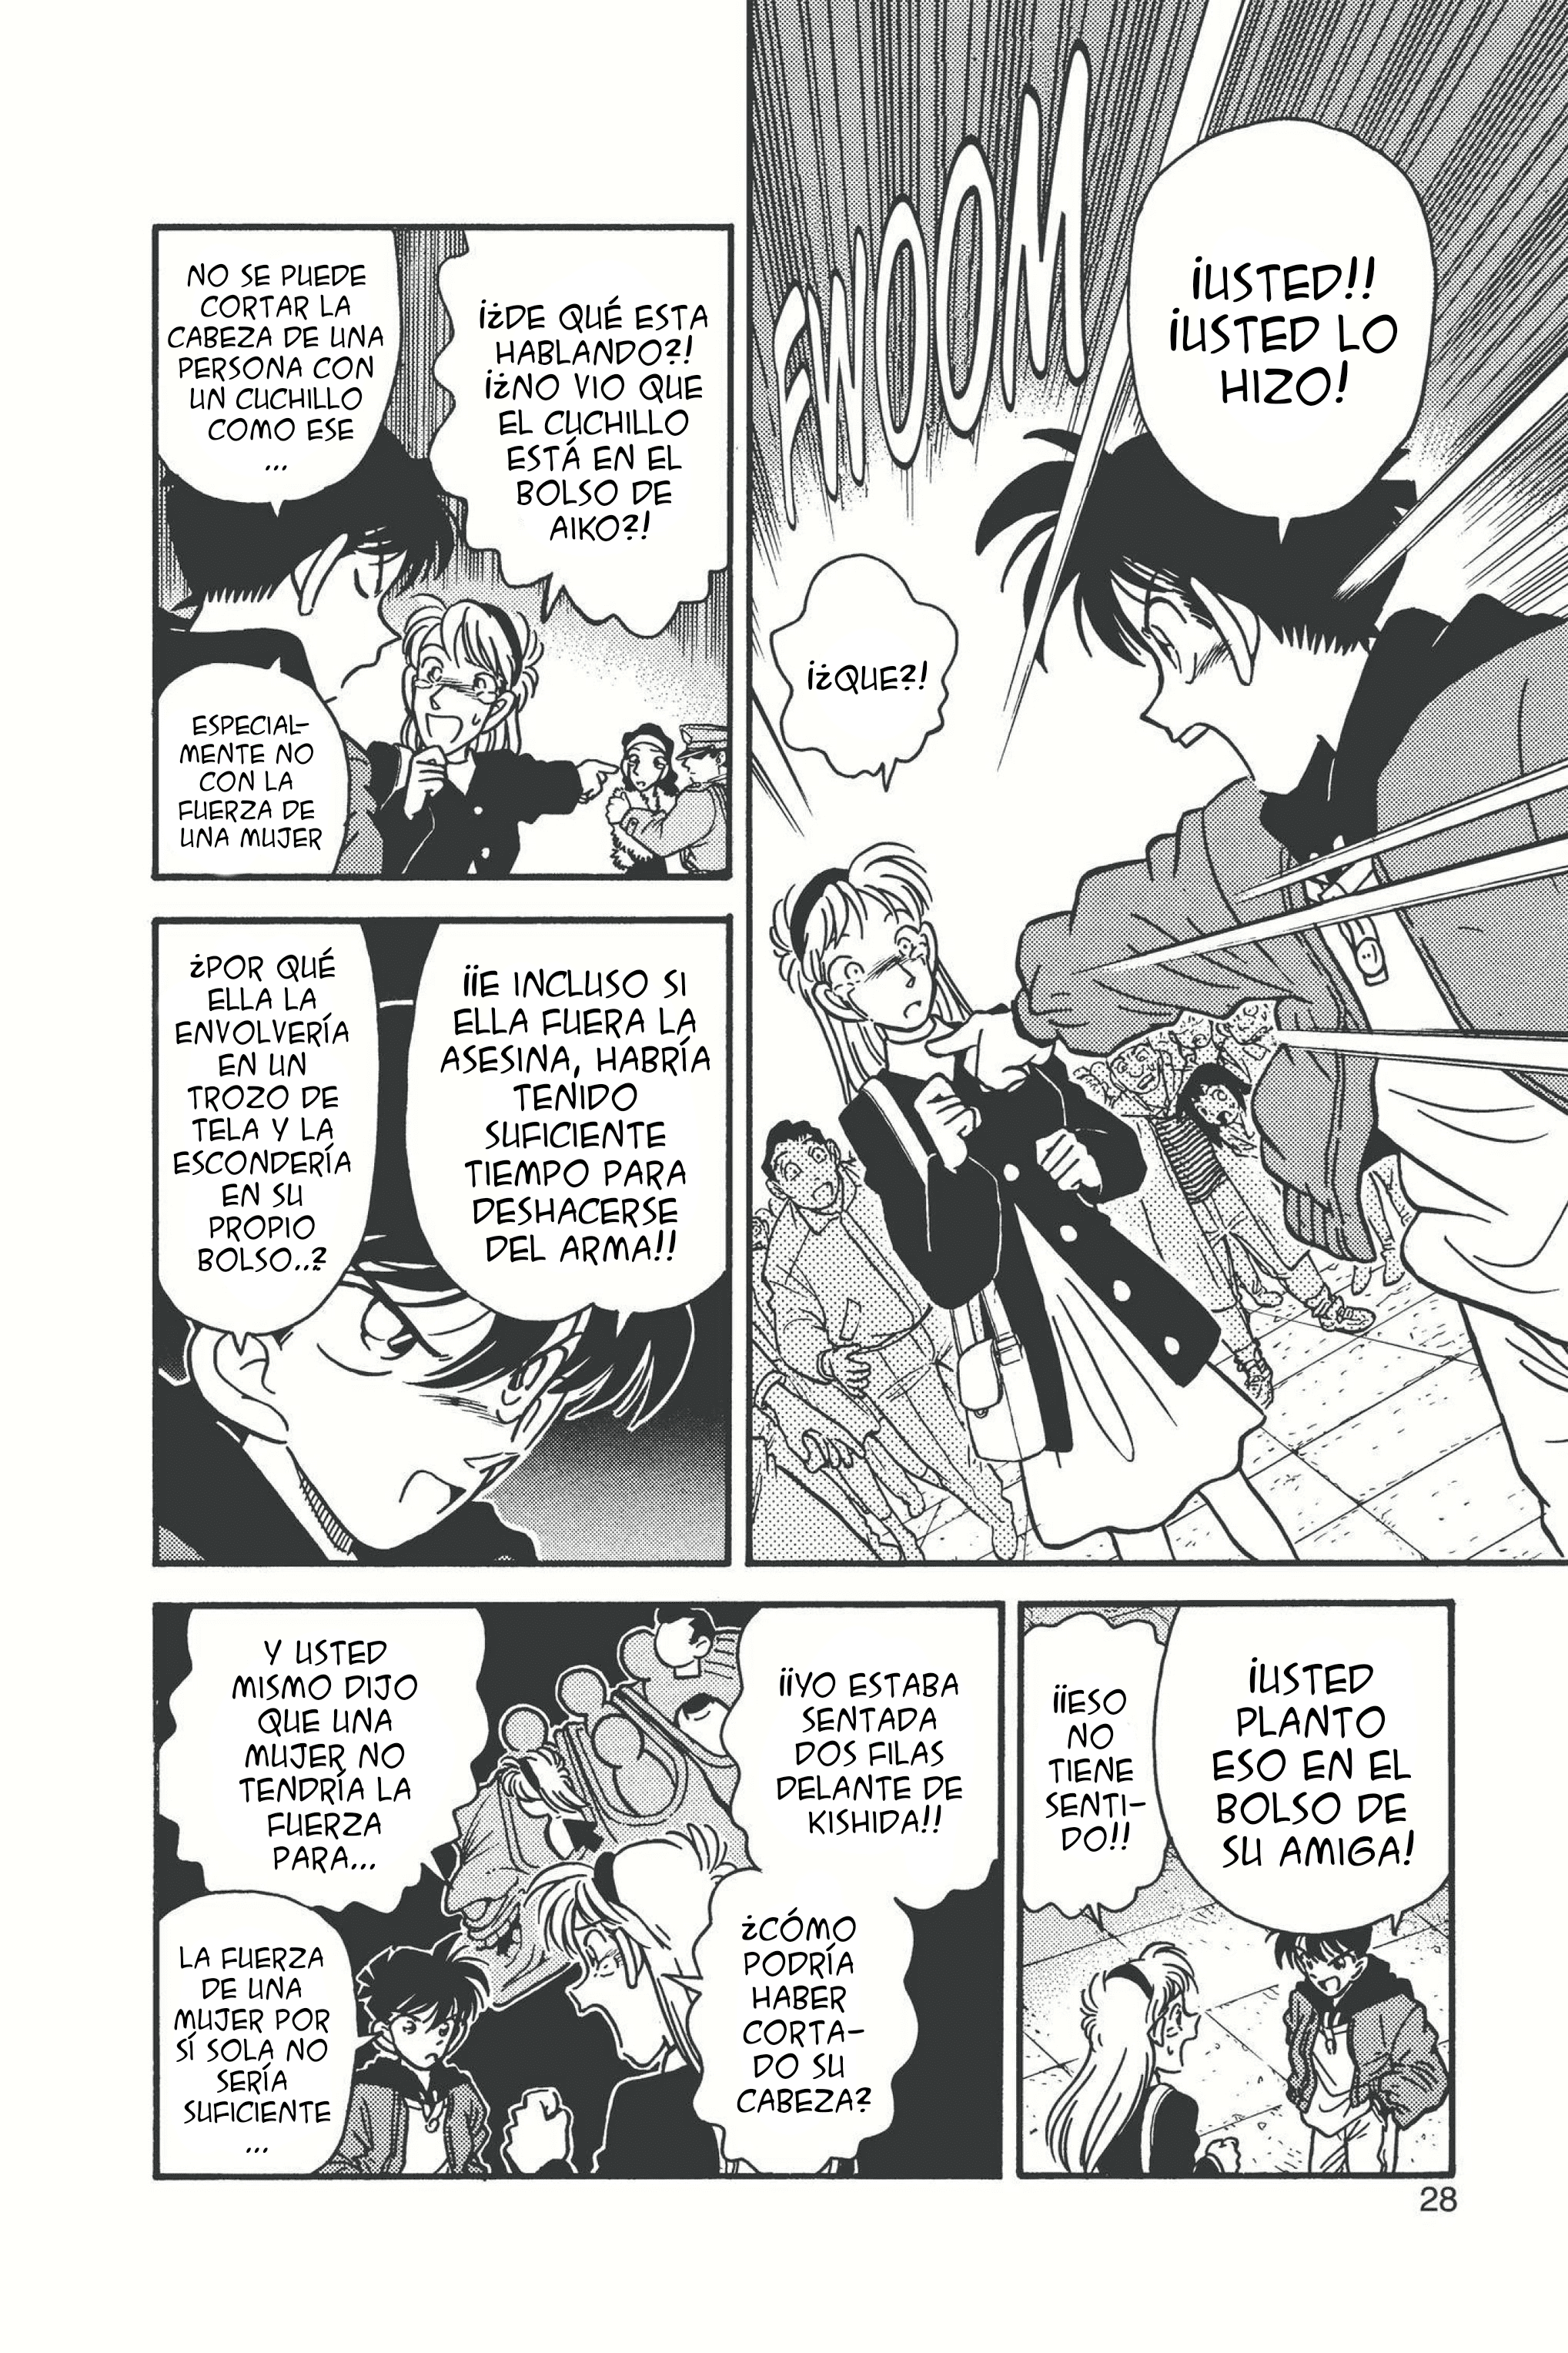 ¡USTED!!
¡USTED LO
HIZO!
FWOOM
¡¿QUE?!
¡¿DE QUÉ ESTA
HABLANDO?!
¡¿NO VIO QUE
EL CUCHILLO
ESTÁ EN EL
BOLSO DE
AIKO?!
NO SE PUEDE
CORTAR LA
CABEZA DE UNA
PERSONA CON
UN CUCHILLO
COMO ESE
...
ESPECIAL-
MENTE NO
CON LA
FUERZA DE
UNA MUJER
¡¡E INCLUSO SI
ELLA FUERA LA
ASESINA, HABRÍA
TENIDO
SUFICIENTE
TIEMPO PARA
DESHACERSE
DEL ARMA!!
¿POR QUÉ
ELLA LA
ENVOLVERÍA
EN UN
TROZO DE
TELA Y LA
ESCONDERÍA
EN SU
PROPIO
BOLSO..?
¡USTED
PLANTO
ESO EN EL
BOLSO DE
SU AMIGA!
¡¡ESO
NO
TIENE
SENTI-
DO!!
¡¡YO ESTABA
SENTADA
DOS FILAS
DELANTE DE
KISHIDA!!
¿CÓMO
PODRÍA
HABER
CORTA-
DO SU
CABEZA?
Y USTED
MISMO DIJO
QUE UNA
MUJER NO
TENDRÍA LA
FUERZA
PARA...
LA FUERZA
DE UNA
MUJER POR
SÍ SOLA NO
SERÍA
SUFICIENTE
...
28